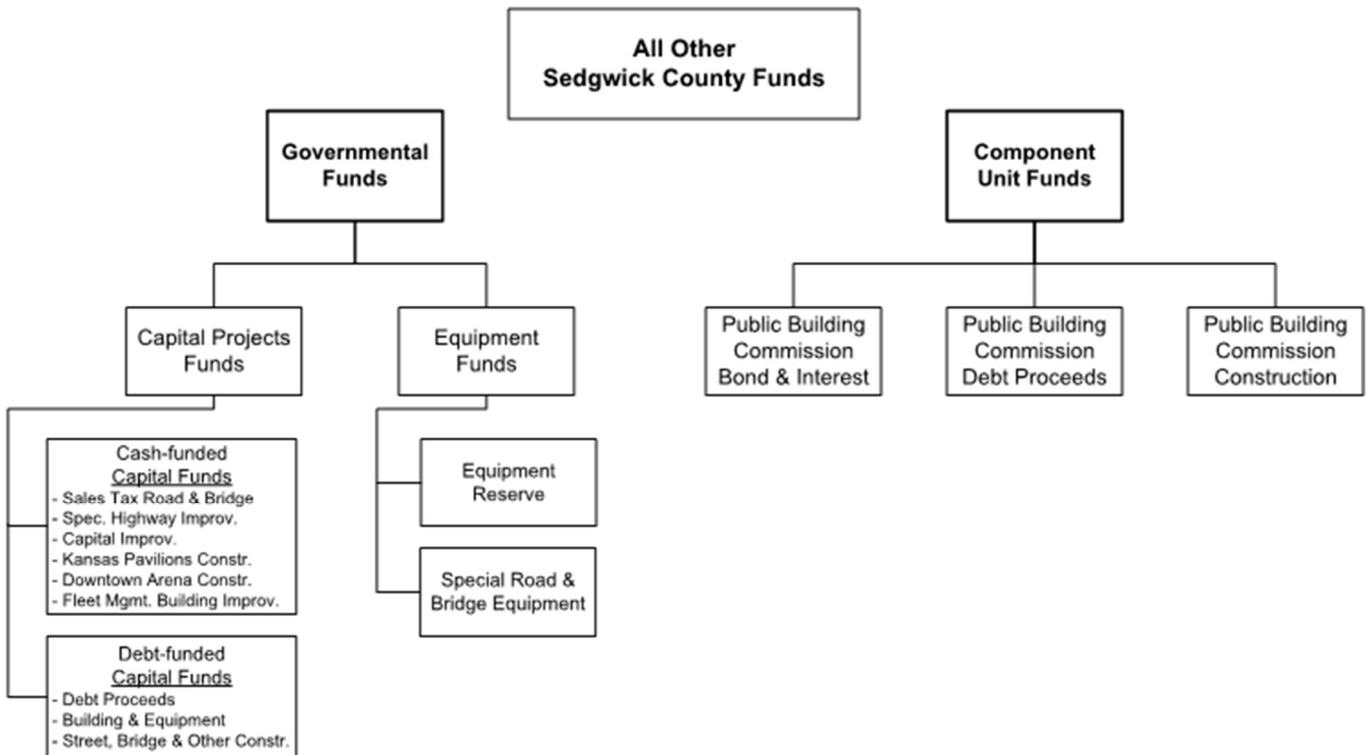 All Other
Sedgwick County Funds
Governmental
Funds
Component
Unit Funds
Capital Projects
Funds
Equipment
Funds
Public Building
Commission
Bond & Interest
Public Building
Commission
Debt Proceeds
Public Building
Commission
Construction
Cash-funded
Capital Funds
- Sales Tax Road & Bridge
- Spec. Highway Improv.
- Capital Improv.
- Kansas Pavilions Constr.
- Downtown Arena Constr.
- Fleet Mgmt. Building Improv.
Equipment
Reserve
Special Road &
Bridge Equipment
Debt-funded
Capital Funds
- Debt Proceeds
- Building & Equipment
- Street, Bridge & Other Constr.